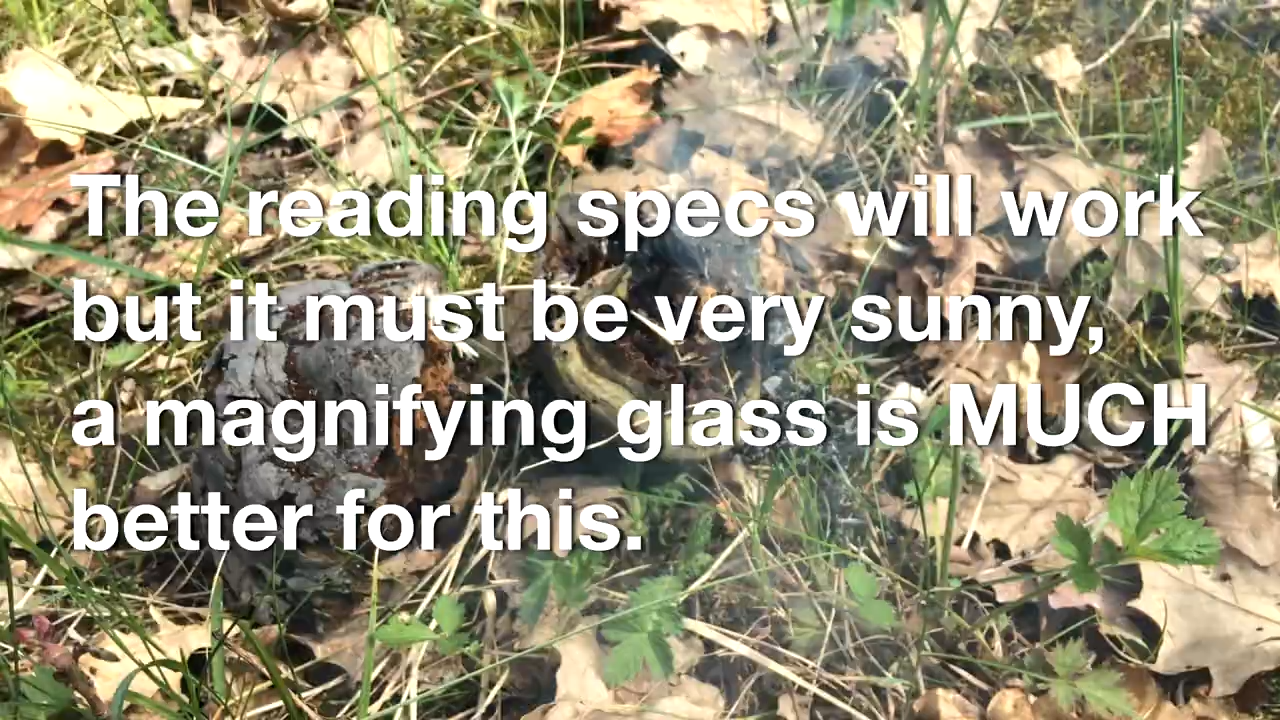 The reading specs will work
but it must be very sunny,
a magnifying glass is MUCH
better for this.